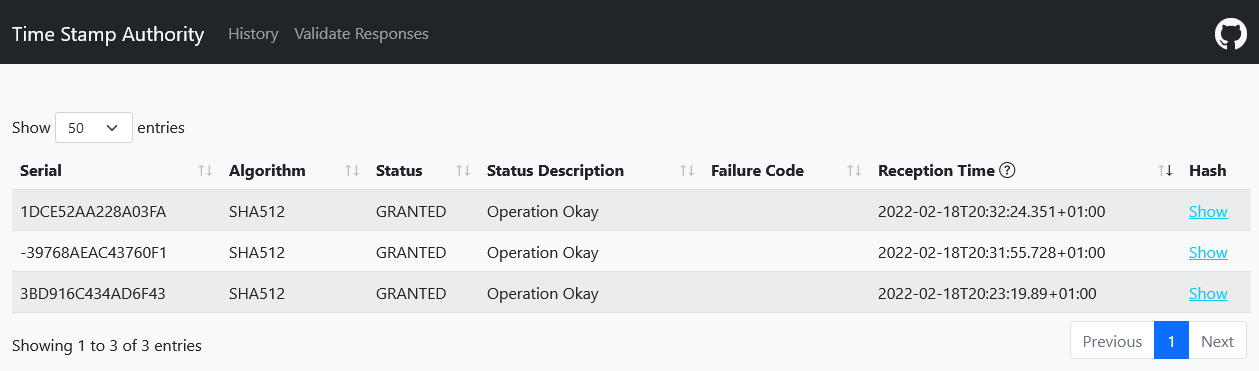 Time Stamp Authority History Validate Responses
Show 50 entries
Serial Algorithm Status Status Description Failure Code Reception Time Hash
1DCE52AA228A03FA SHA512 GRANTED Operation Okay 2022-02-18T20:32:24.351+01:00 Show
-39768AEAC43760F1 SHA512 GRANTED Operation Okay 2022-02-18T20:31:55.728+01:00 Show
3BD916C434AD6F43 SHA512 GRANTED Operation Okay 2022-02-18T20:23:19.89+01:00 Show
Showing 1 to 3 of 3 entries Previous 1 Next